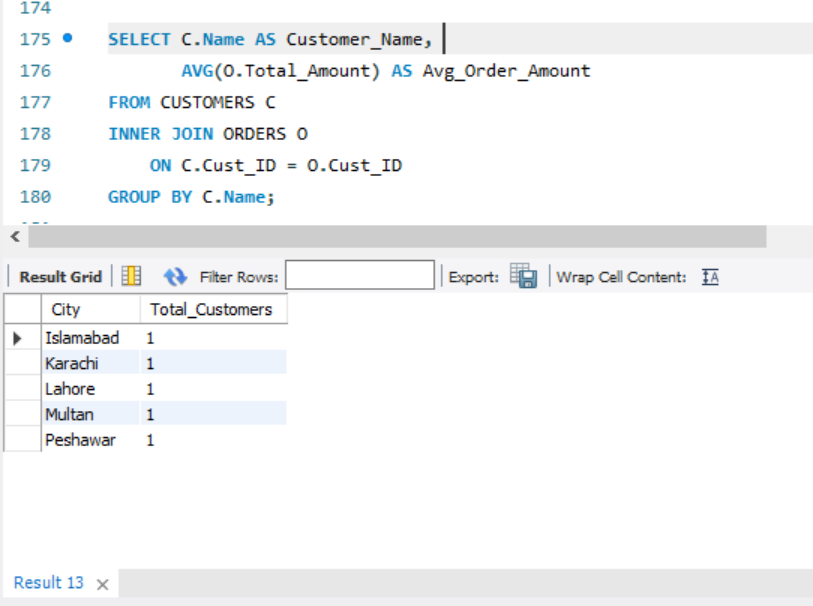 174
175 SELECT C.Name AS Customer_Name,
176 AVG(O.Total_Amount) AS Avg_Order_Amount
177 FROM CUSTOMERS C
178 INNER JOIN ORDERS O
179 ON C.Cust_ID = O.Cust_ID
180 GROUP BY C.Name;
Result Grid Filter Rows: Export: Wrap Cell Content: IA
City Total_Customers
Islamabad 1
Karachi 1
Lahore 1
Multan 1
Peshawar 1
Result 13